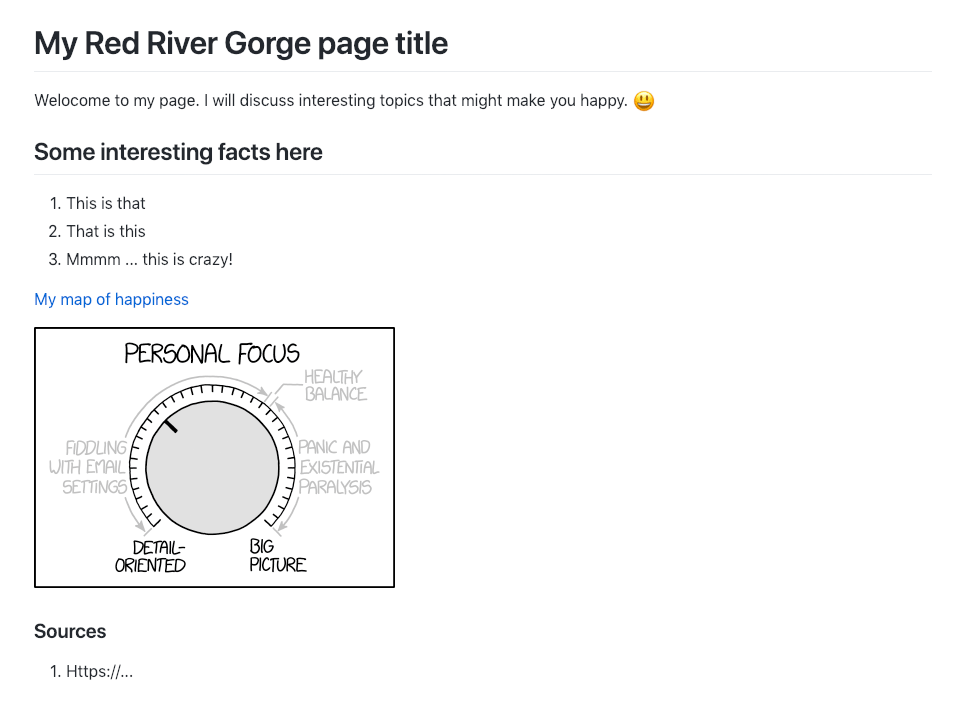 My Red River Gorge page title
Welocome to my page. I will discuss interesting topics that might make you happy. 😃
Some interesting facts here
1. This is that
2. That is this
3. Mmmm ... this is crazy!
My map of happiness
PERSONAL FOCUS
HEALTHY
BALANCE
FIDDLING
WITH EMAIL
SETTINGS
PANIC AND
EXISTENTIAL
PARALYSIS
DETAIL-
ORIENTED
BIG
PICTURE
Sources
1. Https://...